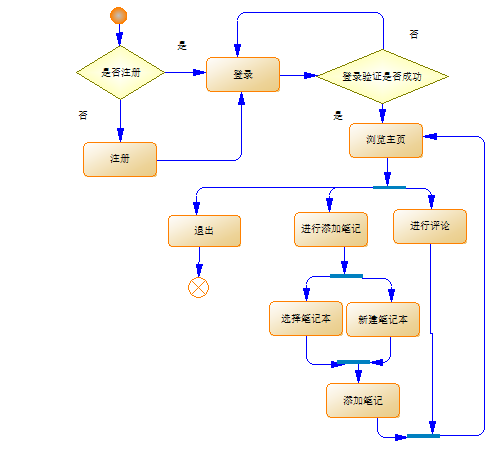 否
是
是否注册
登录
登录验证是否成功
否
是
注册
浏览主页
退出
进行添加笔记
进行评论
选择笔记本
新建笔记本
添加笔记